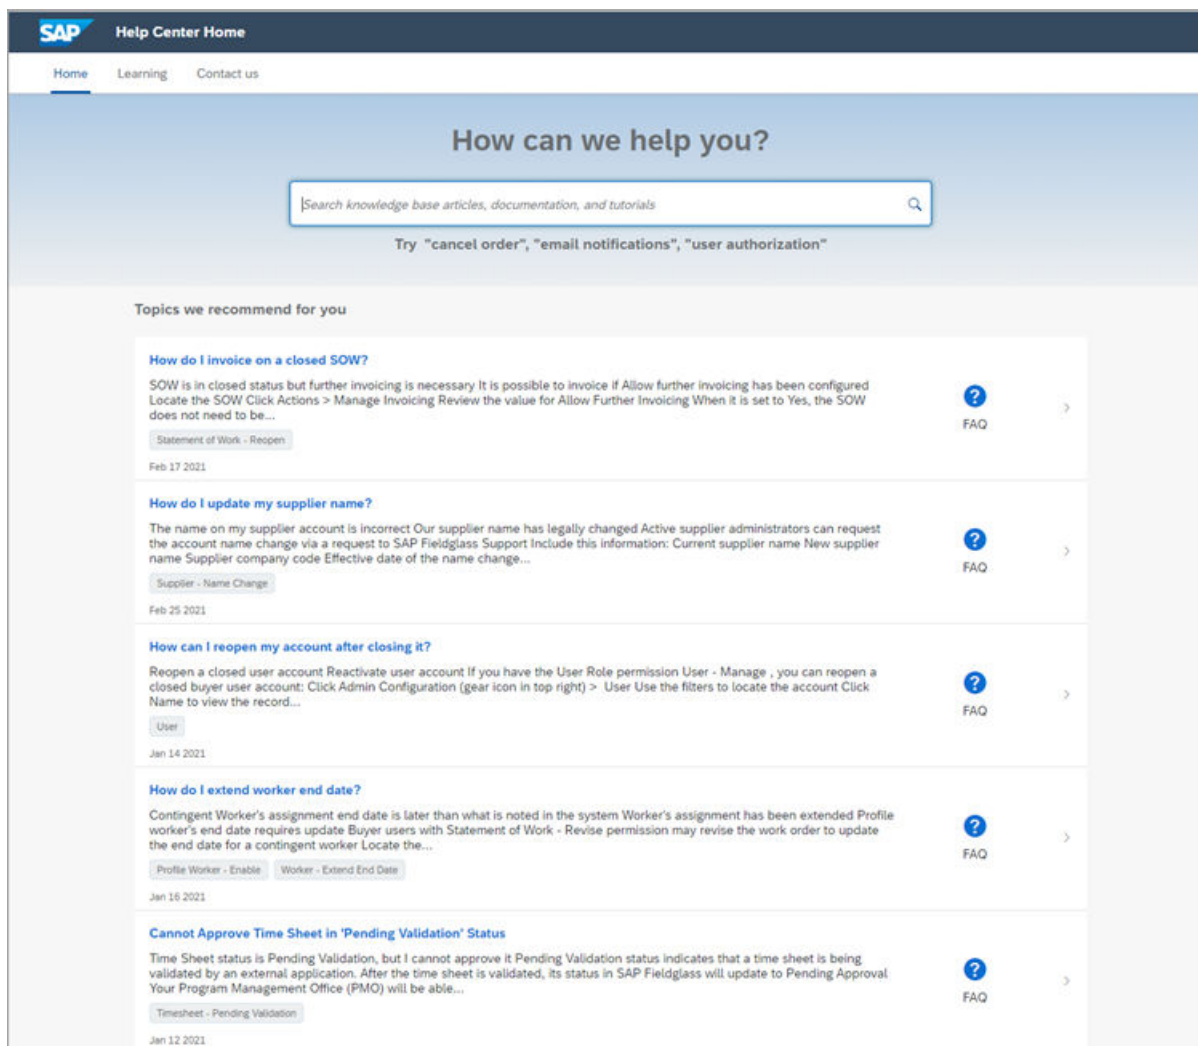 SAP Help Center Home
Home Learning Contact us
How can we help you?
Search knowledge base articles, documentation, and tutorials
Try "cancel order", "email notifications", "user authorization"
Topics we recommend for you
How do I invoice on a closed SOW?
SOW is in closed status but further invoicing is necessary It is possible to invoice if Allow further invoicing has been configured
Locate the SOW Click Actions > Manage Invoicing Review the value for Allow Further Invoicing When it is set to Yes, the SOW
does not need to be...
FAQ
Statement of Work - Reopen
Feb 17 2021
How do I update my supplier name?
The name on my supplier account is incorrect Our supplier name has legally changed Active supplier administrators can request
the account name change via a request to SAP Fieldglass Support Include this information: Current supplier name New supplier
name Supplier company code Effective date of the name change...
FAQ
Supplier - Name Change
Feb 25 2021
How can I reopen my account after closing it?
Reopen a closed user account Reactivate user account If you have the User Role permission User - Manage , you can reopen a
closed buyer user account: Click Admin Configuration (gear icon in top right) > User Use the filters to locate the account Click
Name to view the record...
FAQ
User
Jan 14 2021
How do I extend worker end date?
Contingent Worker's assignment end date is later than what is noted in the system Worker's assignment has been extended Profile
worker's end date requires update Buyer users with Statement of Work - Revise permission may revise the work order to update
the end date for a contingent worker Locate the...
FAQ
Profile Worker - Enable Worker - Extend End Date
Jan 16 2021
Cannot Approve Time Sheet in 'Pending Validation' Status
Time Sheet status is Pending Validation, but I cannot approve it Pending Validation status indicates that a time sheet is being
validated by an external application. After the time sheet is validated, its status in SAP Fieldglass will update to Pending Approval
Your Program Management Office (PMO) will be able...
FAQ
Timesheet - Pending Validation
Jan 12 2021